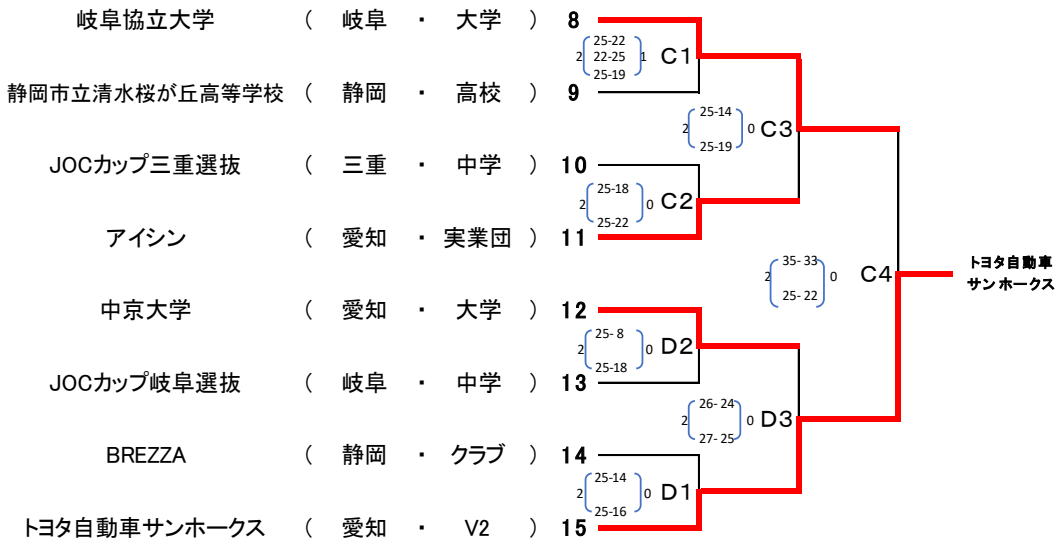 岐阜協立大学 ( 岐阜 ・ 大学 ) 8
25-22
2 22-25 1 C1
25-19
静岡市立清水桜が丘高等学校 ( 静岡 ・ 高校 ) 9
25-14
2 0 C3
25-19
JOCカップ三重選抜 ( 三重 ・ 中学 ) 10
25-18
2 0 C2
25-22
アイシン ( 愛知 ・ 実業団 ) 11
35-33
2 0 C4
25-22
トヨタ自動車
サンホークス
中京大学 ( 愛知 ・ 大学 ) 12
25-8
2 0 D2
25-18
JOCカップ岐阜選抜 ( 岐阜 ・ 中学 ) 13
26-24
2 0 D3
27-25
BREZZA ( 静岡 ・ クラブ ) 14
25-14
2 0 D1
25-16
トヨタ自動車サンホークス ( 愛知 ・ V2 ) 15